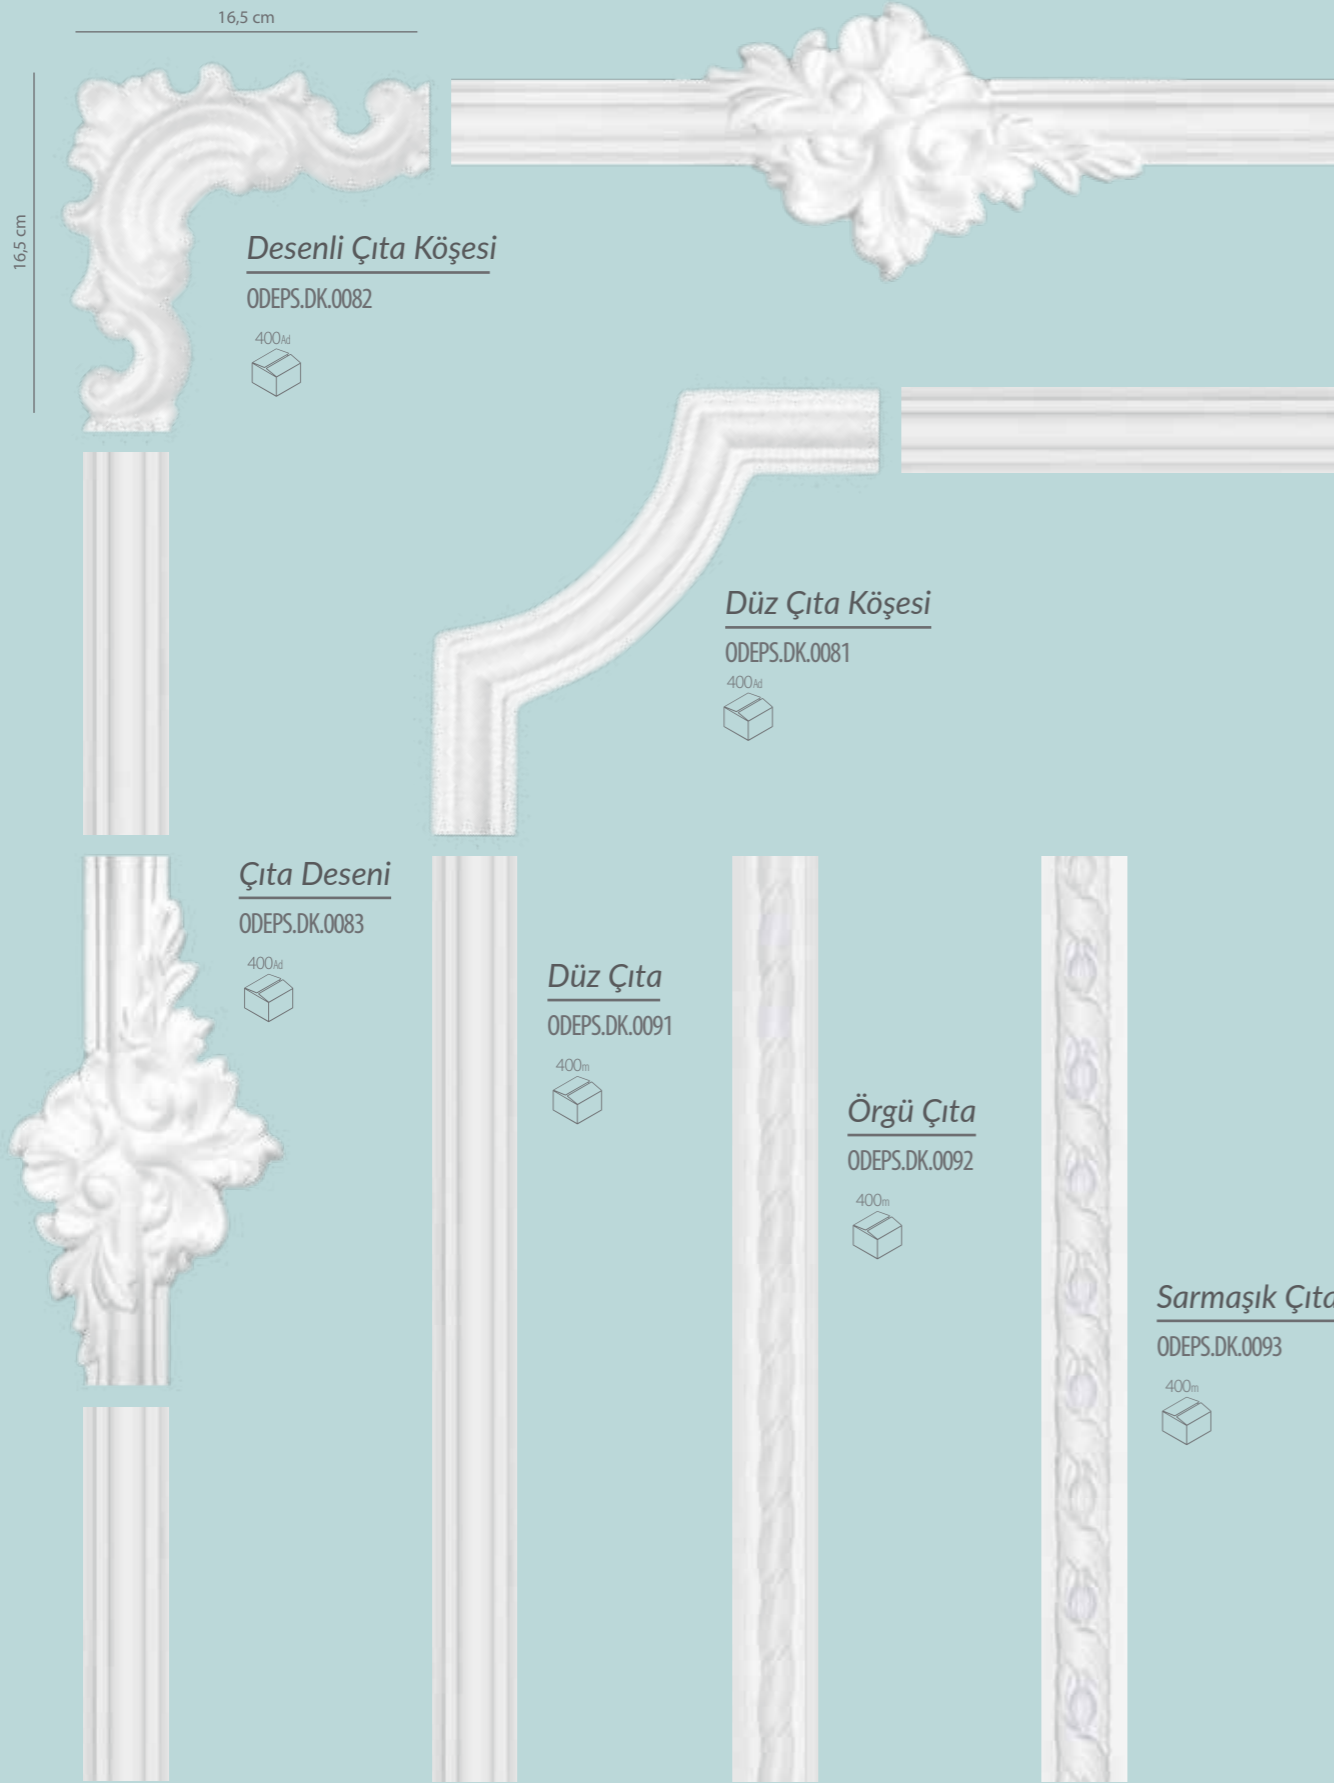 16,5 cm
16,5 cm
Desenli Çıta Köşesi
ODEPS.DK.0082
400Ad
Düz Çıta Köşesi
ODEPS.DK.0081
400Ad
Çıta Deseni
ODEPS.DK.0083
400Ad
Düz Çıta
ODEPS.DK.0091
400m
Örgü Çıta
ODEPS.DK.0092
400m
Sarmaşık Çıta
ODEPS.DK.0093
400m